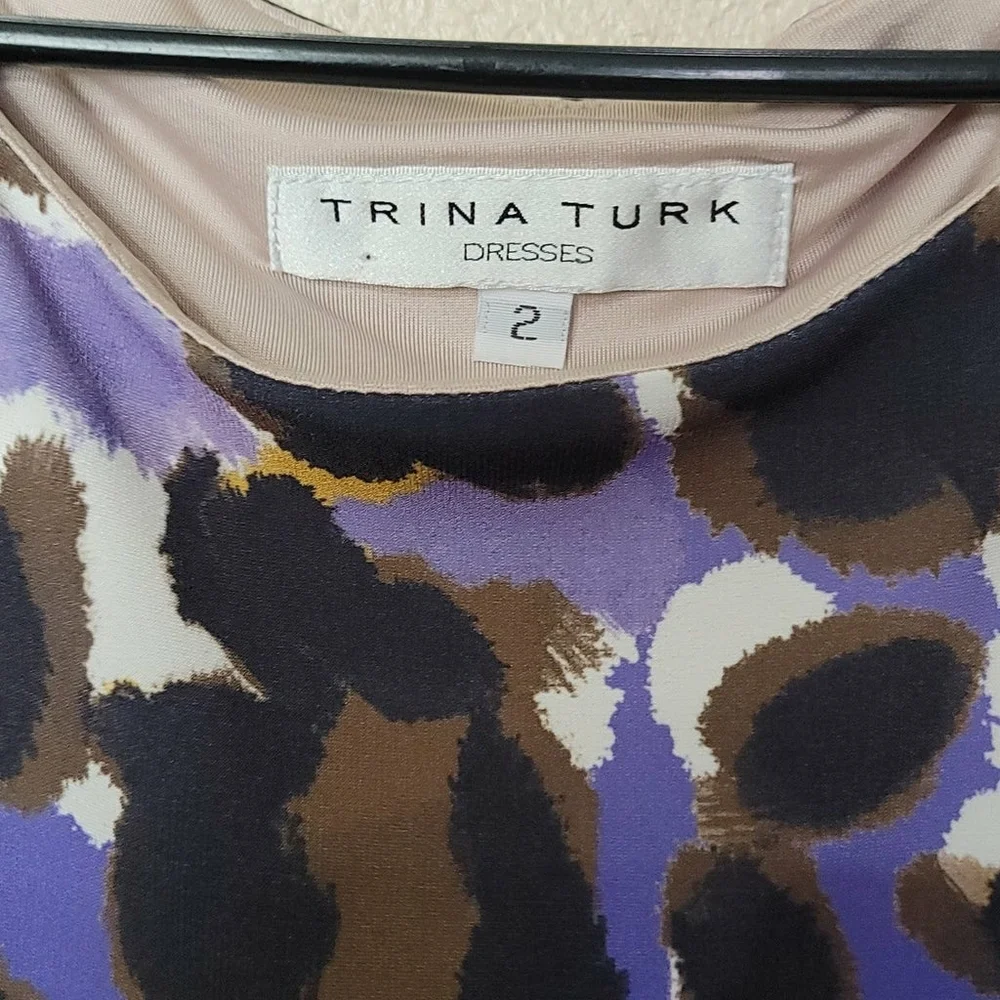 TRINA TURK
DRESSES
2